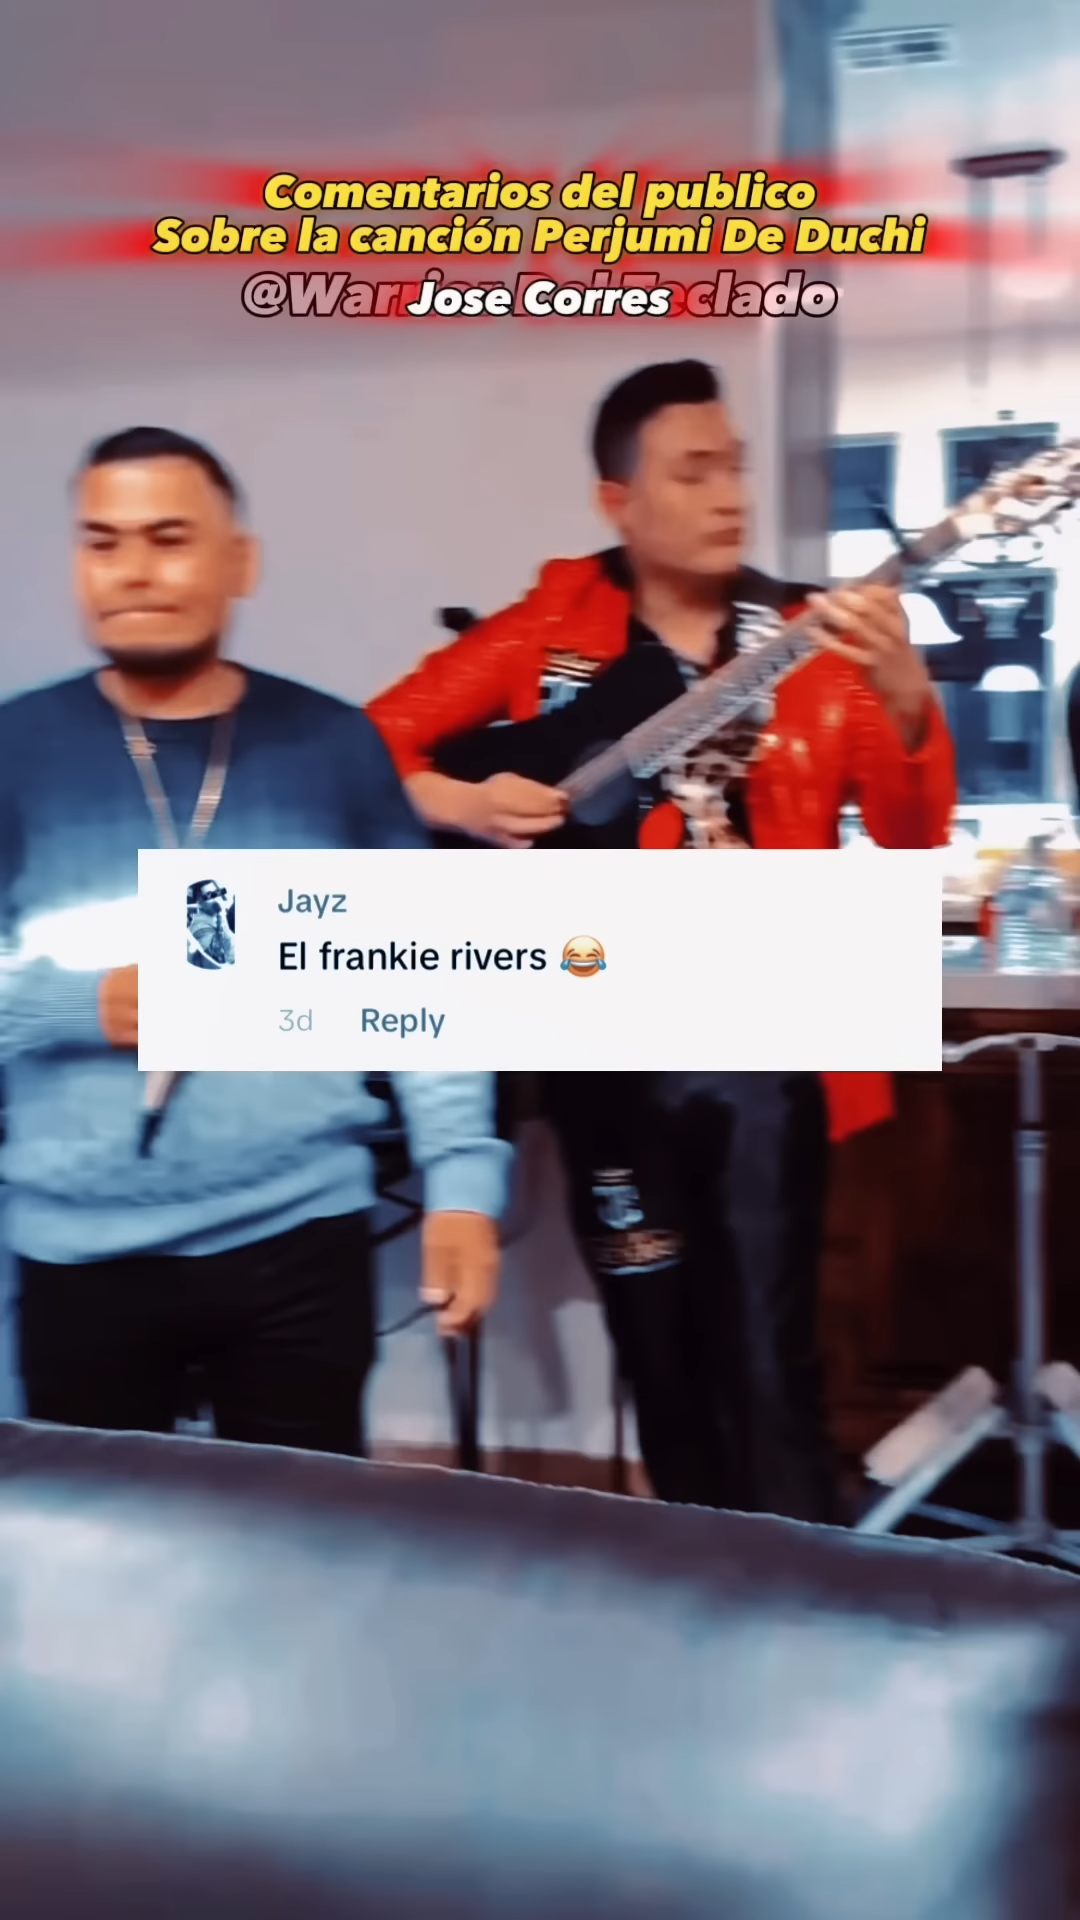 Comentarios del publico
Sobre la canción Perjumi De Duchi
Jose Corres
Jayz
El frankie rivers 😂
3d Reply